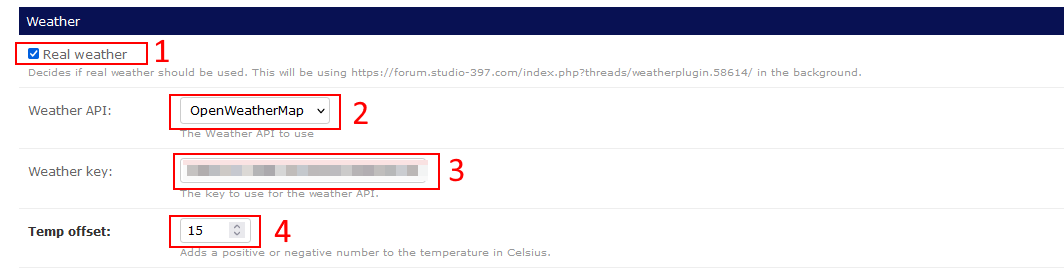 Weather
Real weather 1
Decides if real weather should be used. This will be using https://forum.studio-397.com/index.php?threads/weatherplugin.58614/ in the background.
Weather API: OpenWeatherMap 2
The Weather API to use
Weather key: 3
The key to use for the weather API.
Temp offset: 15 4
Adds a positive or negative number to the temperature in Celsius.